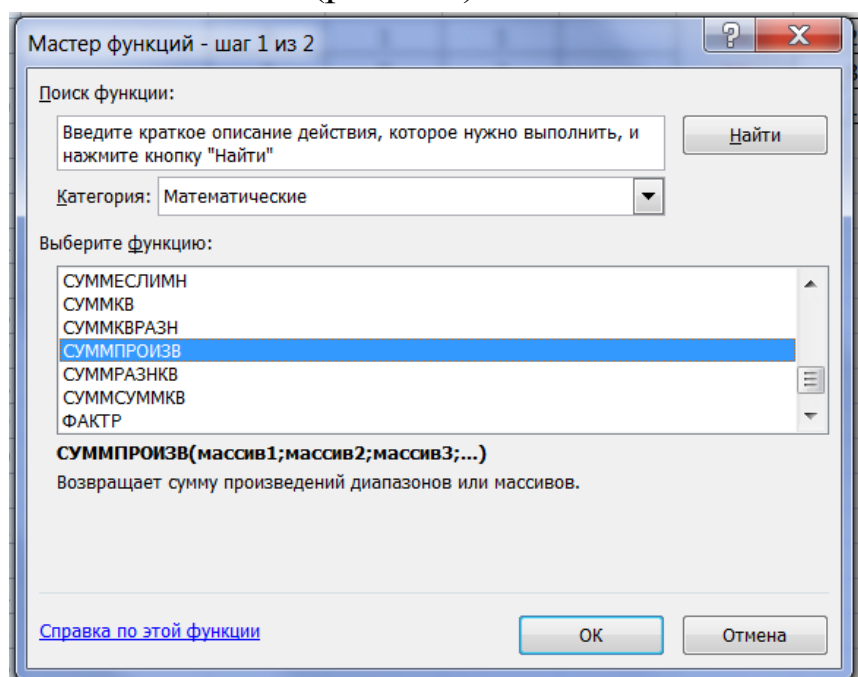 Мастер функций - шаг 1 из 2
Поиск функции:
Введите краткое описание действия, которое нужно выполнить, и
нажмите кнопку "Найти"
Найти
Категория: Математические
Выберите функцию:
СУММЕСЛИМН
СУММКВ
СУММКВРАЗН
СУММПРОИЗВ
СУММРАЗНКВ
СУММСУММКВ
ФАКТР
СУММПРОИЗВ(массив1;массив2;массив3;...)
Возвращает сумму произведений диапазонов или массивов.
Справка по этой функции
ОК
Отмена